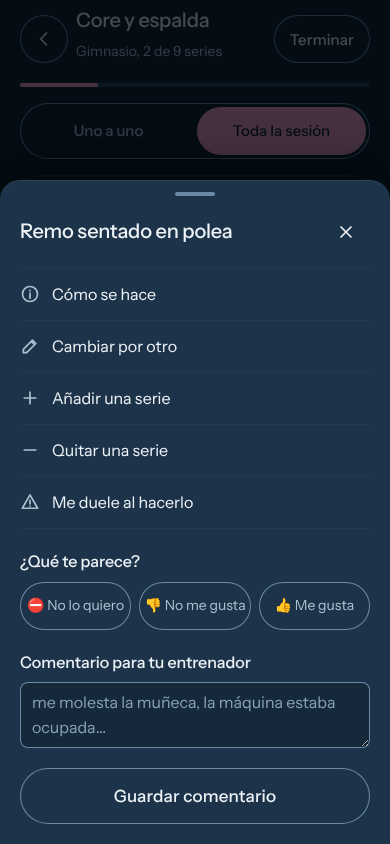 Core y espalda
Gimnasio, 2 de 9 series
Terminar
Uno a uno
Toda la sesión
Remo sentado en polea
Cómo se hace
Cambiar por otro
Añadir una serie
Quitar una serie
Me duele al hacerlo
¿Qué te parece?
⛔ No lo quiero
👎 No me gusta
👍 Me gusta
Comentario para tu entrenador
me molesta la muñeca, la máquina estaba
ocupada…
Guardar comentario